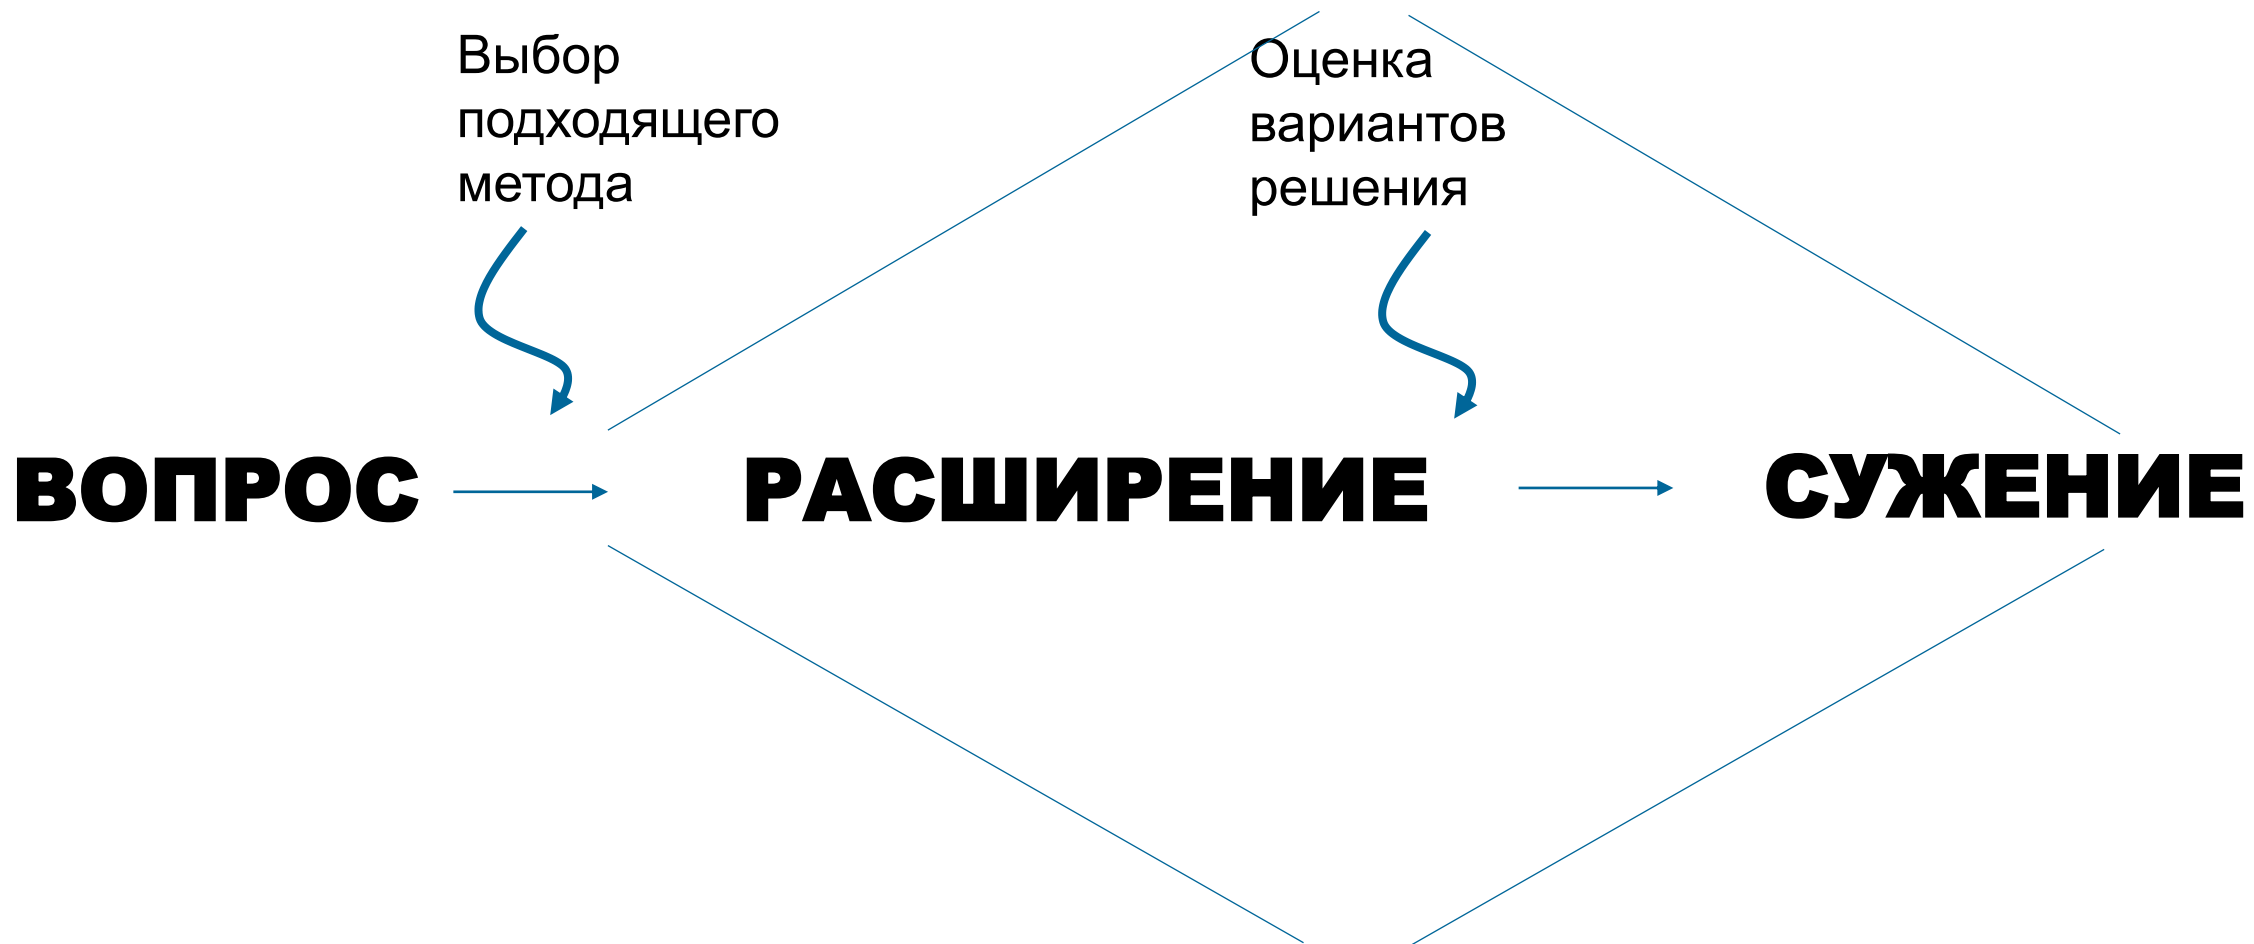 Выбор
подходящего
метода
Оценка
вариантов
решения
ВОПРОС
РАСШИРЕНИЕ
СУЖЕНИЕ